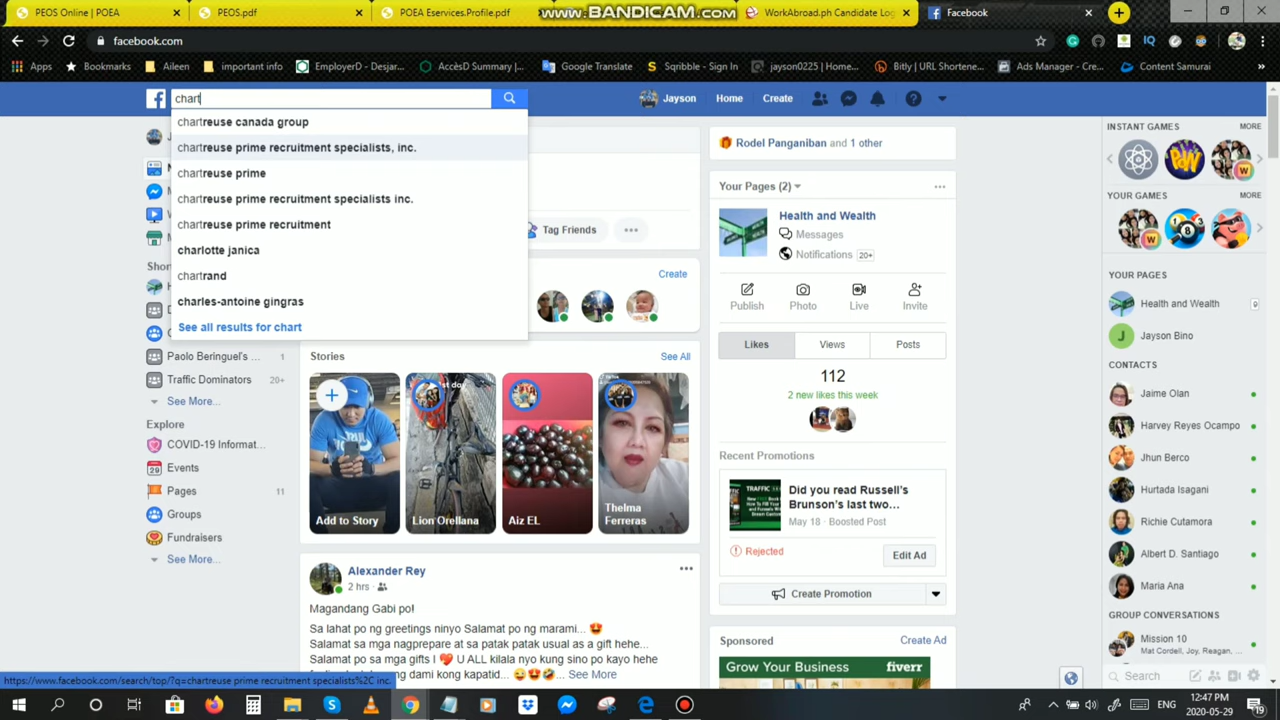 PEOS Online | POEA
PEOS.pdf
POEA Eservices.Profile.pdf
www.BANDICAM.com
WorkAbroad.ph Candidate Log
Facebook
facebook.com
Apps
Bookmarks
Aileen
important info
EmployerD - Desjar...
AccèsD Summary |...
Google Translate
Sqribble - Sign In
jayson0225 | Home...
Bitly | URL Shortene...
Ads Manager - Cre...
Content Samurai
chart
Jayson
Home
Create
chartreuse canada group
chartreuse prime recruitment specialists, inc.
chartreuse prime
chartreuse prime recruitment specialists inc.
chartreuse prime recruitment
charlotte janica
chartrand
charles-antoine gingras
See all results for chart
Tag Friends
Create
Shor
Paolo Beringuel's ... 1
Traffic Dominators 20+
See More...
Explore
COVID-19 Informat...
Events
Pages 11
Groups
Fundraisers
See More...
Stories
See All
Add to Story
Lion Orellana
Aiz EL
Thelma
Ferreras
Alexander Rey
2 hrs
Magandang Gabi po!
Sa lahat po ng greetings ninyo Salamat po ng marami...
Salamat sa mga nagprepare at sa patak patak usual as a gift hehe...
Salamat po sa mga gifts I U ALL kilala nyo kung sino po kayo hehe
See More
Rodel Panganiban and 1 other
Your Pages (2)
Health and Wealth
Messages
Notifications 20+
Publish
Photo
Live
Invite
Likes
Views
Posts
112
2 new likes this week
Recent Promotions
Did you read Russell's
Brunson's last two...
May 18 · Boosted Post
Rejected
Edit Ad
Create Promotion
Sponsored
Create Ad
Grow Your Business
fiverr
INSTANT GAMES
MORE
YOUR GAMES
MORE
YOUR PAGES
Health and Wealth 9
Jayson Bino
CONTACTS
Jaime Olan
Harvey Reyes Ocampo
Jhun Berco
Hurtada Isagani
Richie Cutamora
Albert D. Santiago
Maria Ana
GROUP CONVERSATIONS
Mission 10
Mat Cordell, Joy, Reagan, ...
Search
https://www.facebook.com/search/top/?q=chartreuse prime recruitment specialists%2C inc.
ENG
12:47 PM
2020-05-29
19